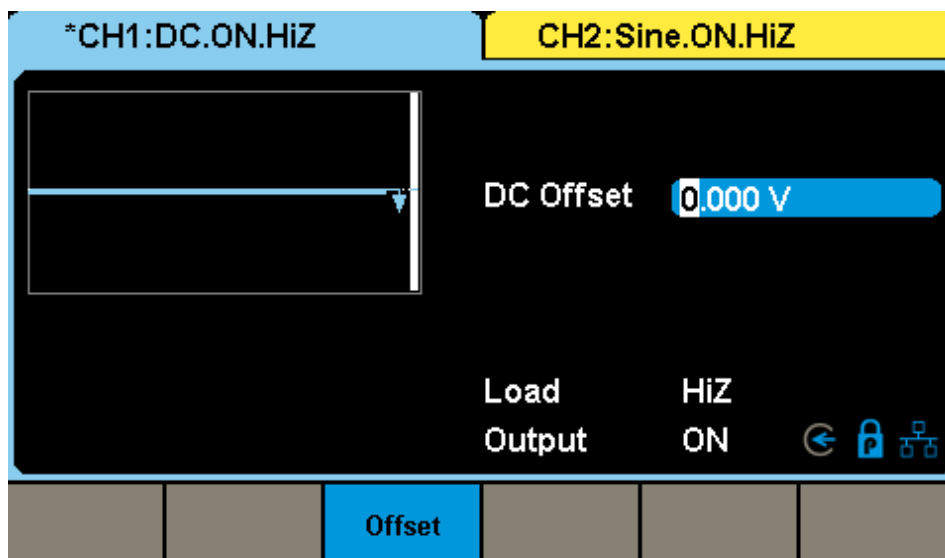 *CH1:DC.ON.HiZ
CH2:Sine.ON.HiZ
DC Offset 0.000 V
Load HiZ
Output ON
P
Offset